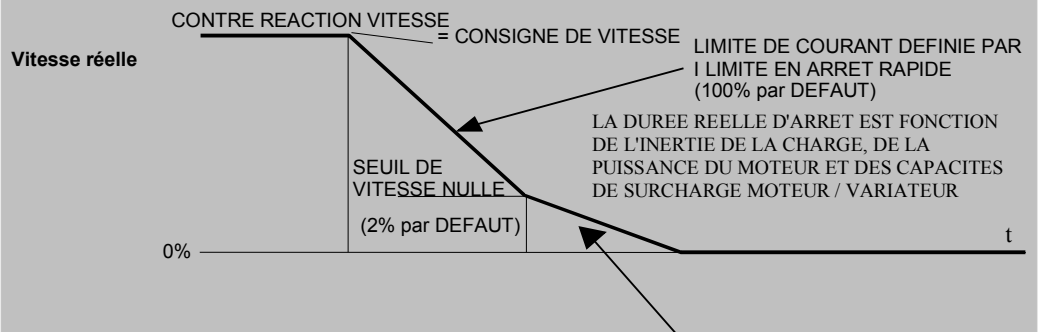 CONTRE REACTION VITESSE
= CONSIGNE DE VITESSE
Vitesse réelle
LIMITE DE COURANT DEFINIE PAR
I LIMITE EN ARRET RAPIDE
(100% par DEFAUT)
LA DUREE REELLE D'ARRET EST FONCTION
DE L'INERTIE DE LA CHARGE, DE LA
PUISSANCE DU MOTEUR ET DES CAPACITES
DE SURCHARGE MOTEUR / VARIATEUR
SEUIL DE
VITESSE NULLE
(2% par DEFAUT)
t
0%